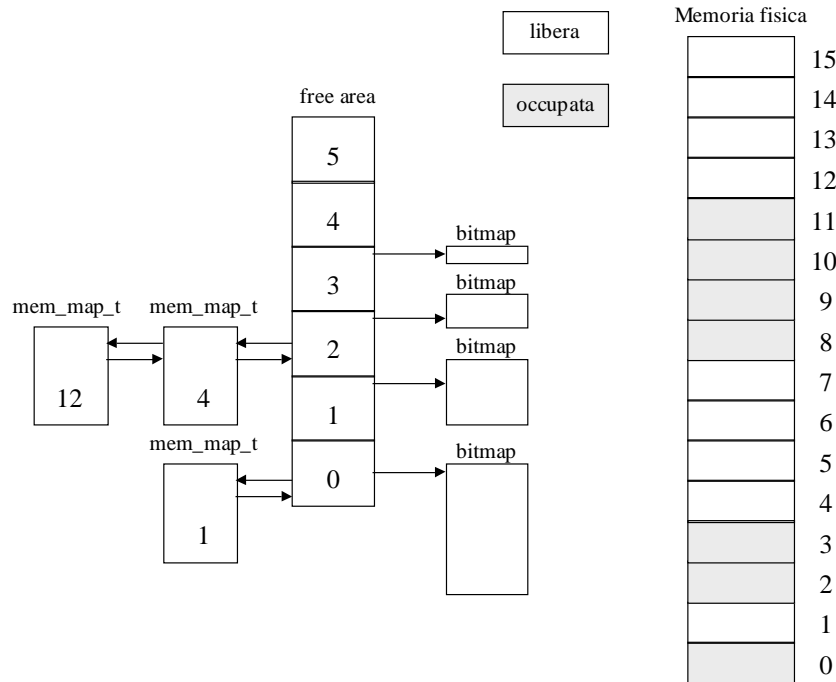 libera
occupata
Memoria fisica
15
14
13
12
11
10
9
8
7
6
5
4
3
2
1
0
free area
5
4
3
2
1
0
mem_map_t
mem_map_t
12
4
mem_map_t
1
bitmap
bitmap
bitmap
bitmap